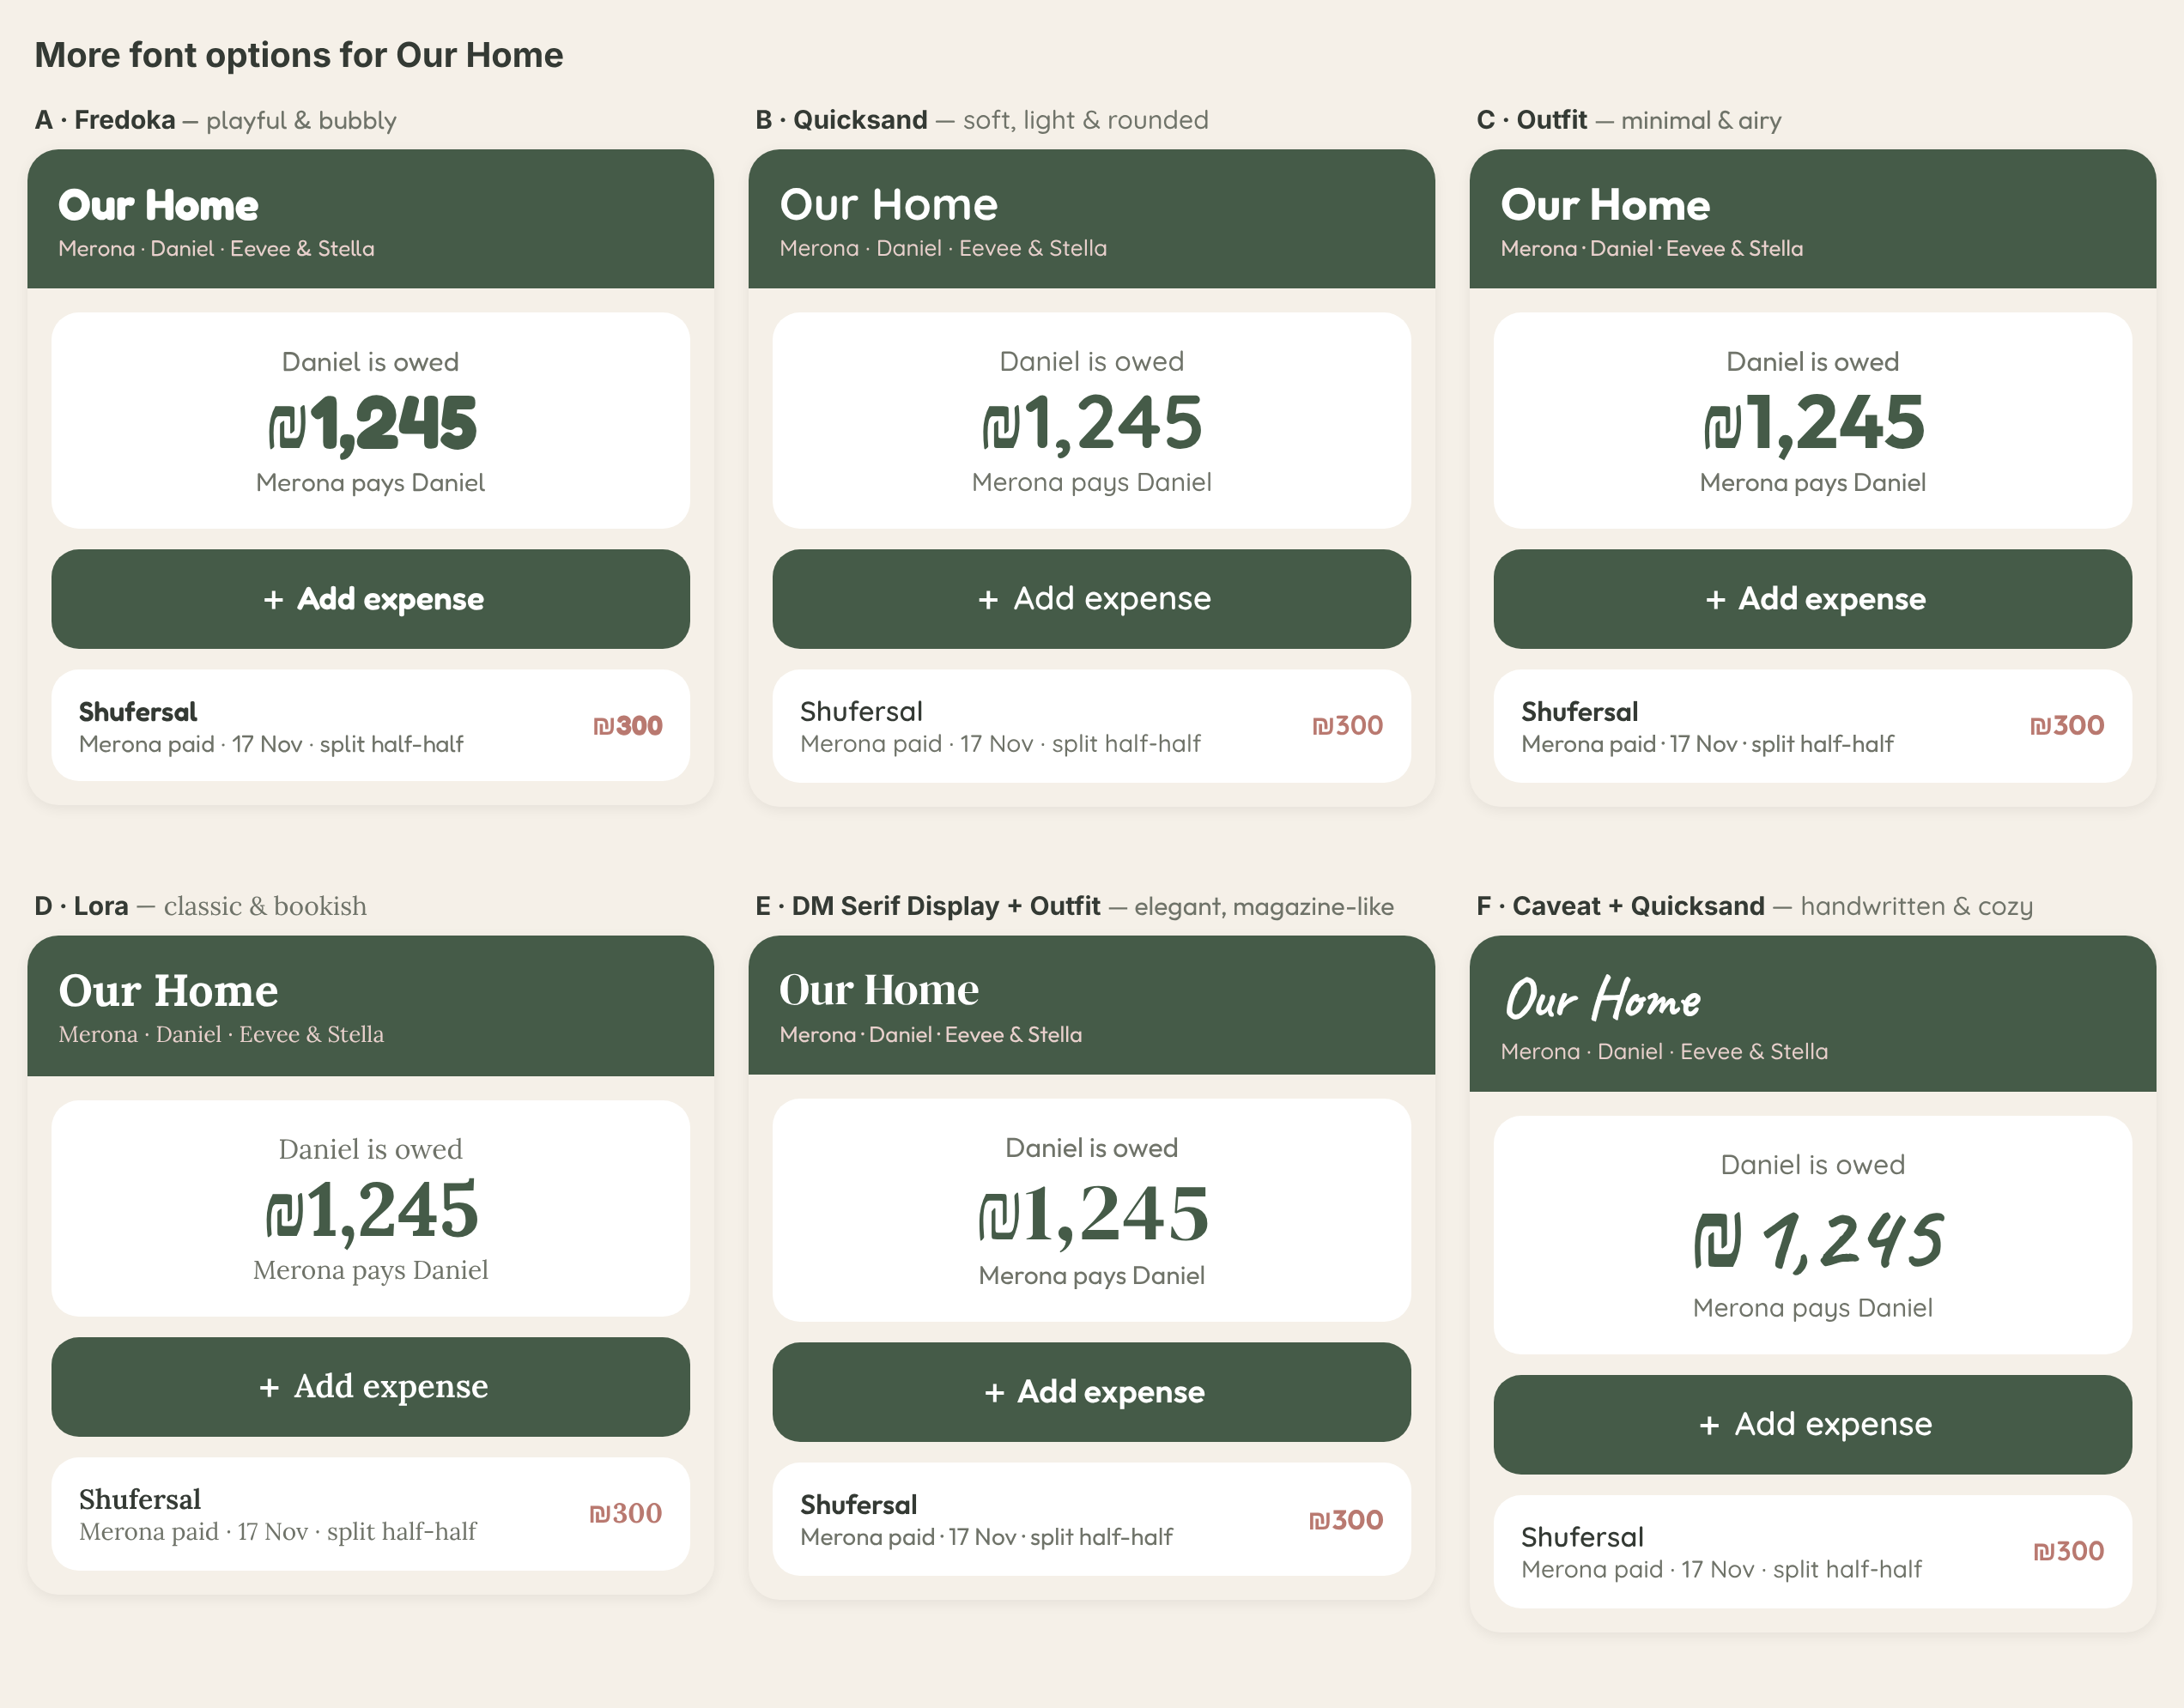 More font options for Our Home
A · Fredoka — playful & bubbly
Our Home
Merona · Daniel · Eevee & Stella
Daniel is owed
₪1,245
Merona pays Daniel
+ Add expense
Shufersal
₪300
Merona paid · 17 Nov · split half-half
B · Quicksand — soft, light & rounded
Our Home
Merona · Daniel · Eevee & Stella
Daniel is owed
₪1,245
Merona pays Daniel
+ Add expense
Shufersal
₪300
Merona paid · 17 Nov · split half-half
C · Outfit — minimal & airy
Our Home
Merona · Daniel · Eevee & Stella
Daniel is owed
₪1,245
Merona pays Daniel
+ Add expense
Shufersal
₪300
Merona paid · 17 Nov · split half-half
D · Lora — classic & bookish
Our Home
Merona · Daniel · Eevee & Stella
Daniel is owed
₪1,245
Merona pays Daniel
+ Add expense
Shufersal
₪300
Merona paid · 17 Nov · split half-half
E · DM Serif Display + Outfit — elegant, magazine-like
Our Home
Merona · Daniel · Eevee & Stella
Daniel is owed
₪1,245
Merona pays Daniel
+ Add expense
Shufersal
₪300
Merona paid · 17 Nov · split half-half
F · Caveat + Quicksand — handwritten & cozy
Our Home
Merona · Daniel · Eevee & Stella
Daniel is owed
₪ 1,245
Merona pays Daniel
+ Add expense
Shufersal
₪300
Merona paid · 17 Nov · split half-half